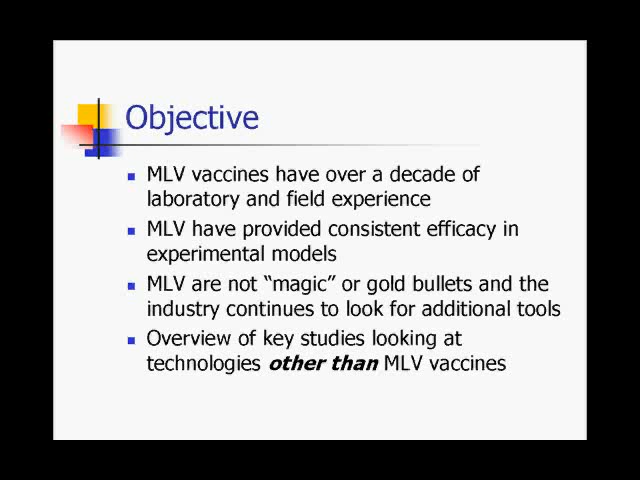 Objective
MLV vaccines have over a decade of
laboratory and field experience
MLV have provided consistent efficacy in
experimental models
MLV are not “magic” or gold bullets and the
industry continues to look for additional tools
Overview of key studies looking at
technologies other than MLV vaccines